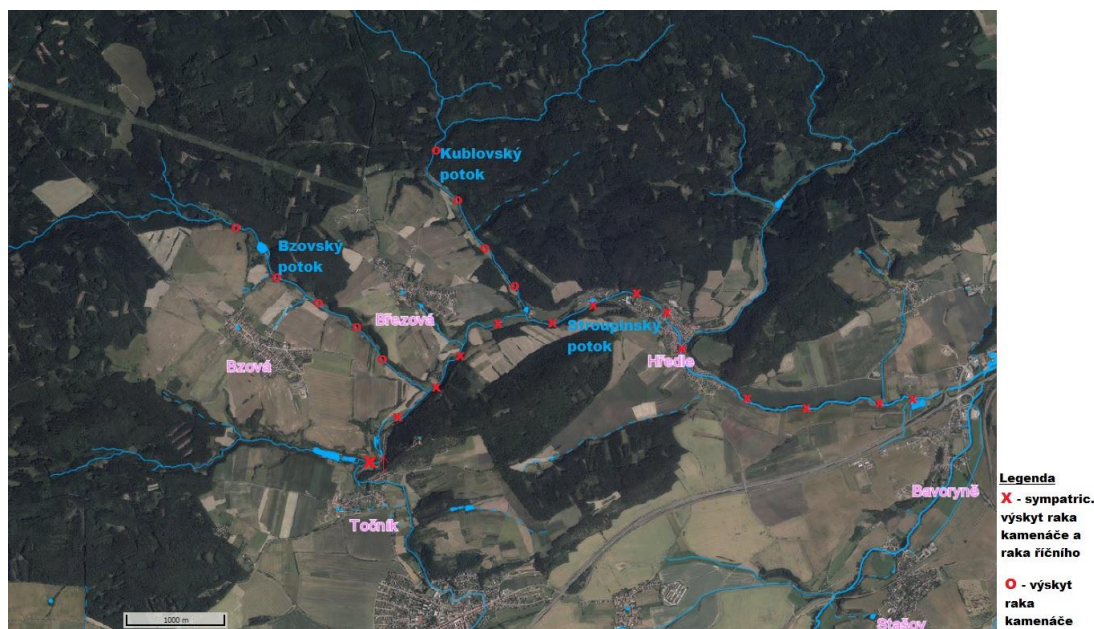 Kublovský
potok
Bzovský
potok
Březová
Stroupinský
potok
Bzová
Hředle
Točník
Bavoryně
Stašov
1000 m
Legenda
X - sympatric.
výskyt raka
kamenáče a
raka říčního
O - výskyt
raka
kamenáče